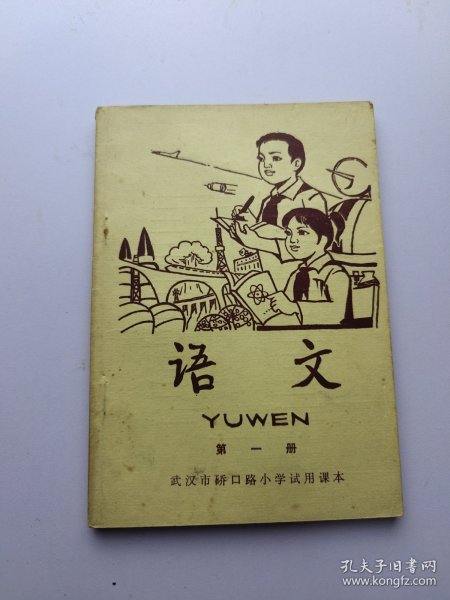 语文
YUWEN
第一册
武汉市硚口路小学试用课本
孔夫子旧书网
www.kongfz.com